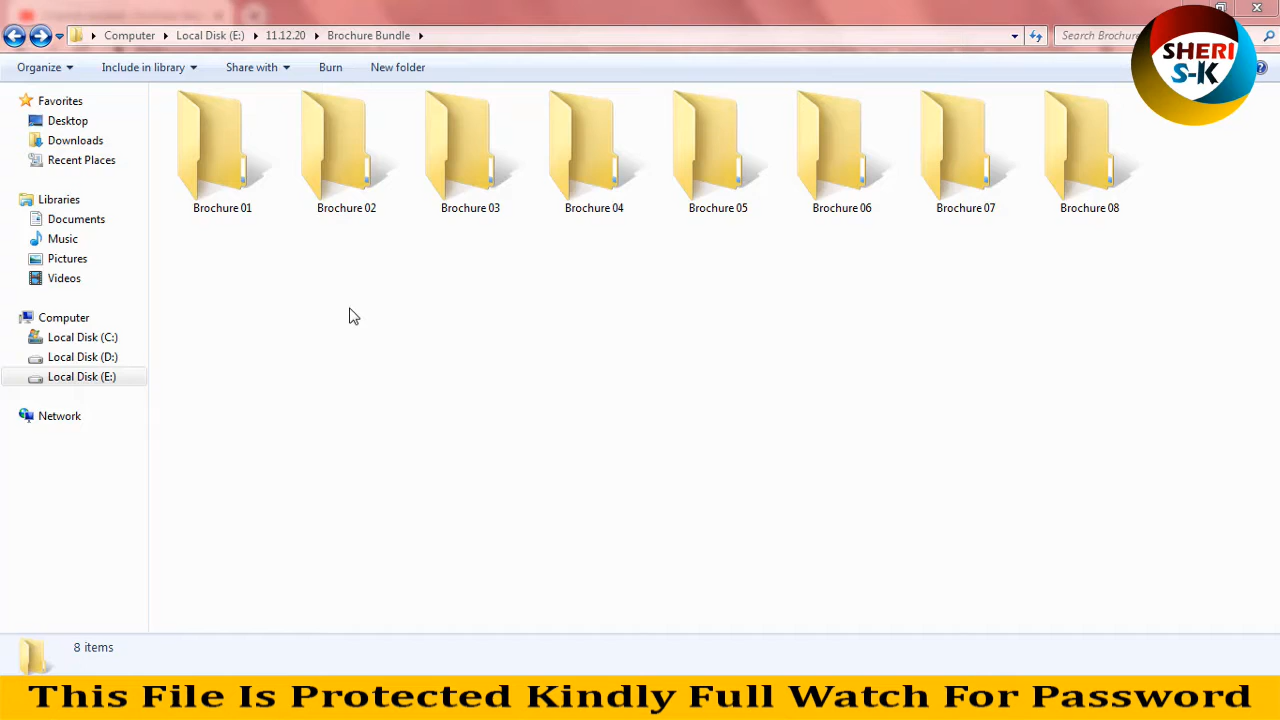 Computer Local Disk (E:) 11.12.20 Brochure Bundle
Search Brochure
SHERI
S-K
Organize Include in library Share with Burn New folder
Favorites
Desktop
Downloads
Recent Places
Libraries
Documents
Music
Pictures
Videos
Computer
Local Disk (C:)
Local Disk (D:)
Local Disk (E:)
Network
Brochure 01 Brochure 02 Brochure 03 Brochure 04 Brochure 05 Brochure 06 Brochure 07 Brochure 08
8 items
This File Is Protected Kindly Full Watch For Password